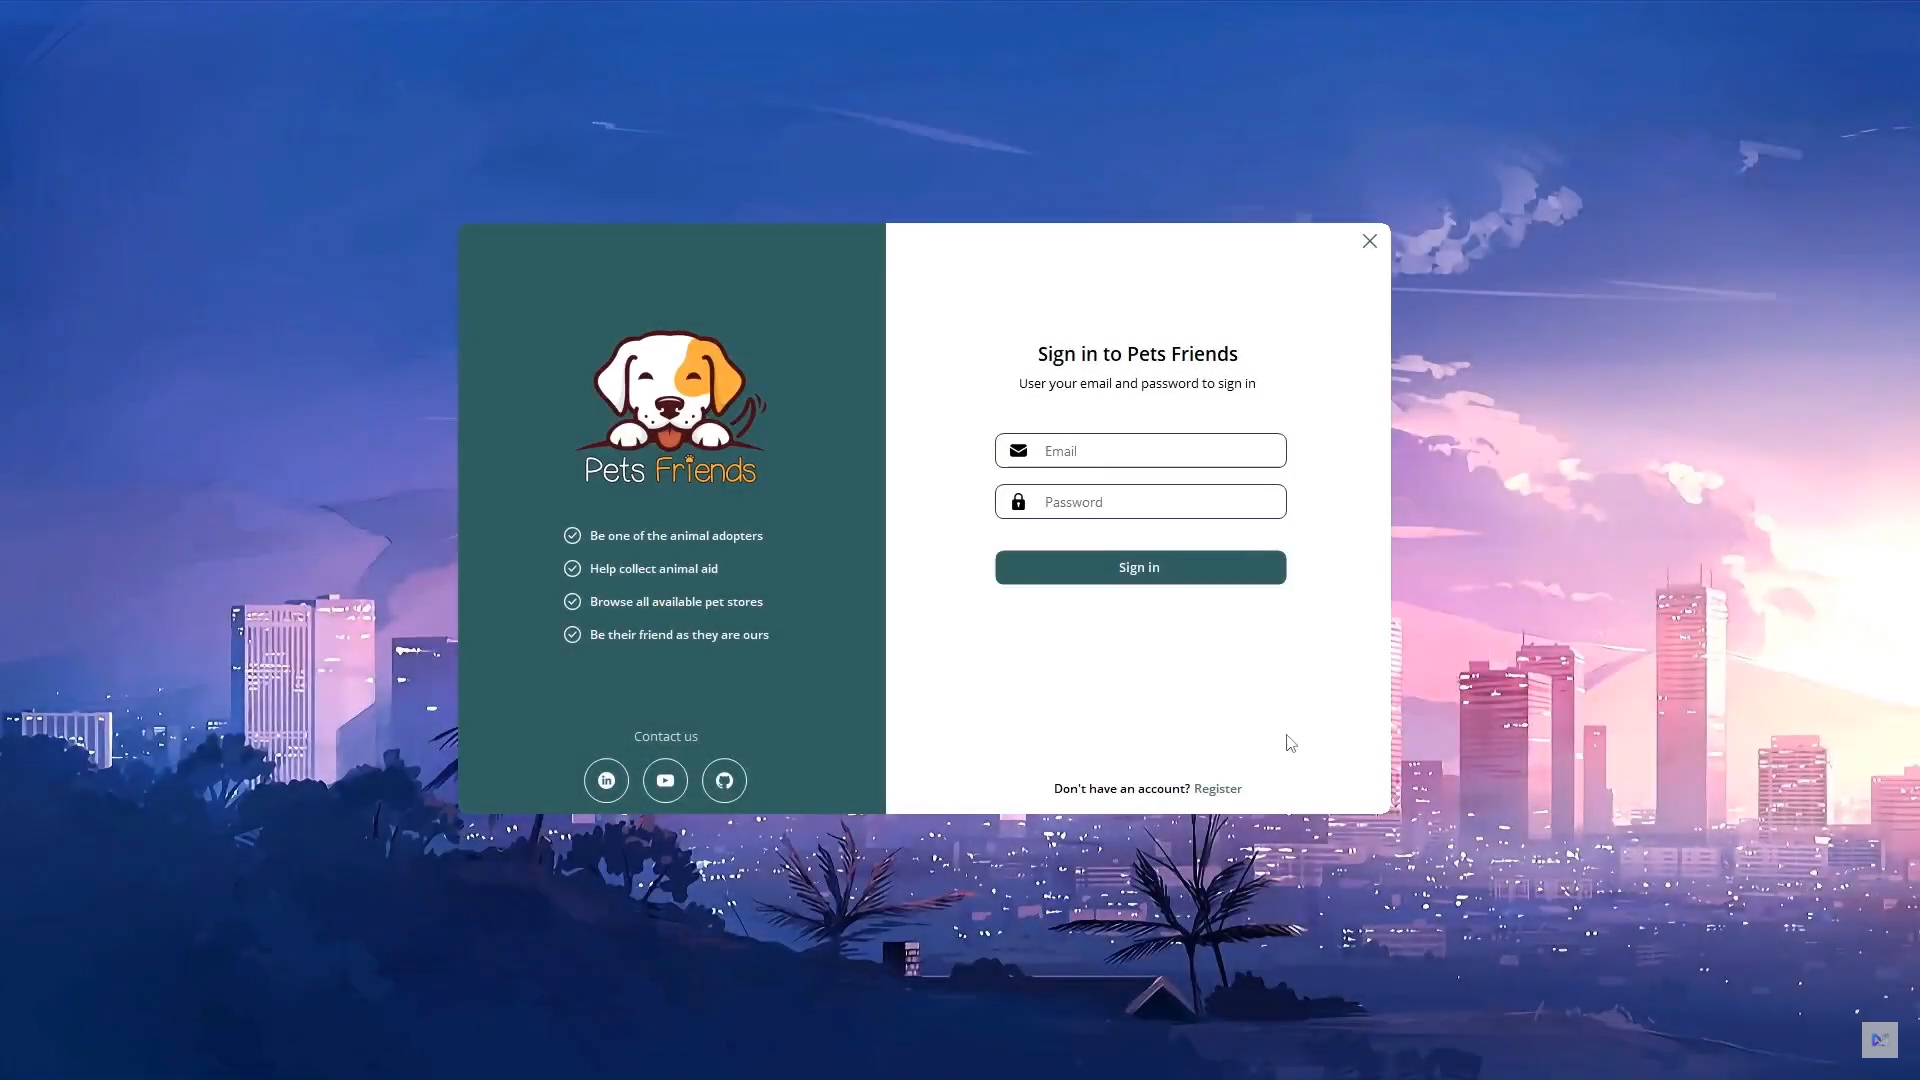 Pets Friends
Be one of the animal adopters
Help collect animal aid
Browse all available pet stores
Be their friend as they are ours
Contact us
Sign in to Pets Friends
User your email and password to sign in
Email
Password
Sign in
Don't have an account? Register